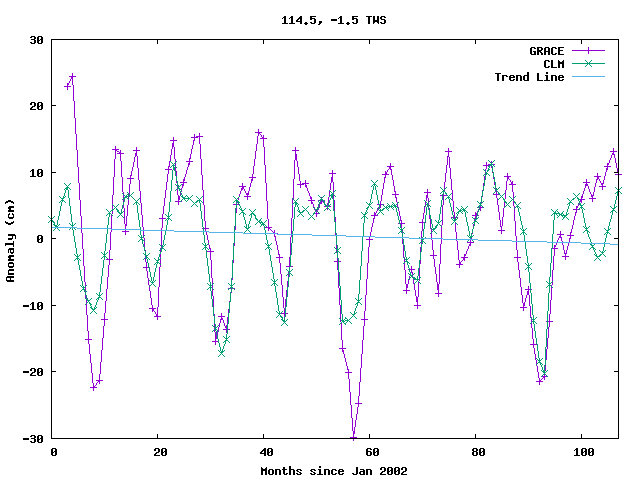 114.5, -1.5 TWS
GRACE
CLM
Trend Line
30
20
10
0
-10
-20
-30
Anomaly (cm)
0 20 40 60 80 100
Months since Jan 2002